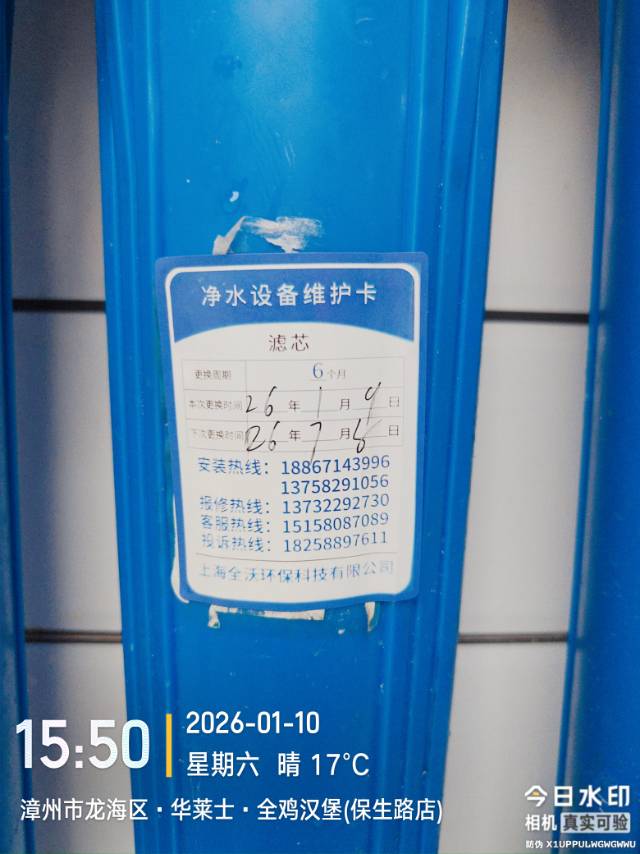 净水设备维护卡
滤芯
更换周期 6个月
本次更换时间 26年1月9日
下次更换时间 26年7月8日
安装热线：18867143996
13758291056
报修热线：13732292730
客服热线：15158087089
投诉热线：18258897611
上海全沃环保科技有限公司
15:50
2026-01-10
星期六 晴 17℃
漳州市龙海区·华莱士·全鸡汉堡(保生路店)
今日水印
相机 真实可验
防伪 X1UPPULWGWGWWU